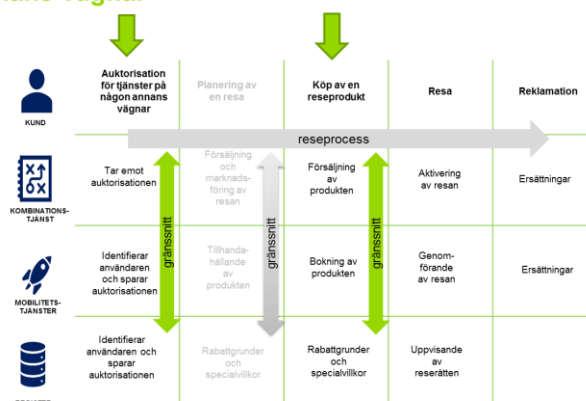 Auktorisation
för tjänster på
någon annans
vägnar
Planering av
en resa
Köp av en
reseprodukt
Resa
Reklamation
KUND
reseprocess
Tar emot
auktorisationen
Försäljning
och
marknads-
föring av
resan
Försäljning
av
produkten
Aktivering
av resan
Ersättningar
KOMBINATIONS-
TJÄNST
gränssnitt
gränssnitt
gränssnitt
Identifierar
användaren
och sparar
auktorisationen
Tillhanda-
hållande
av
produkten
Bokning av
produkten
Genom-
förande
av resan
Ersättningar
MOBILITETS-
TJÄNSTER
Identifierar
användaren och
sparar
auktorisationen
Rabattgrunder
och
specialvillkor
Rabattgrunder
och
specialvillkor
Uppvisande
av
reserätten